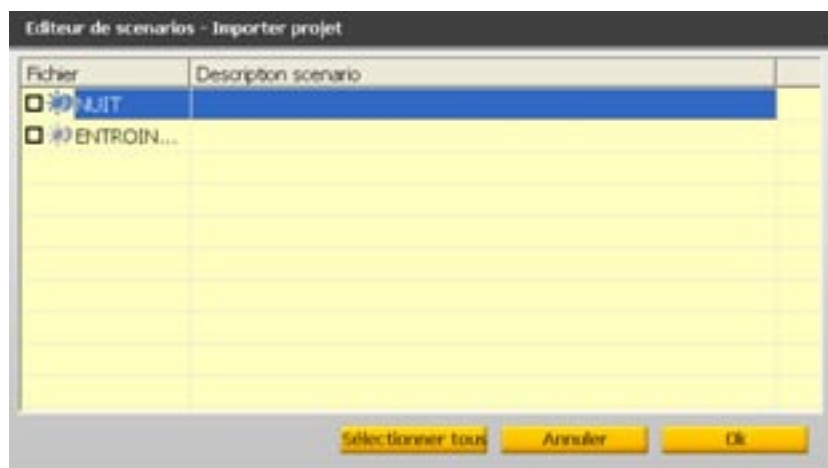 Editeur de scenarios - Importer projet
Fichier Description scenario
NUIT
ENTROIN...
Sélectionner tous Annuler Ok